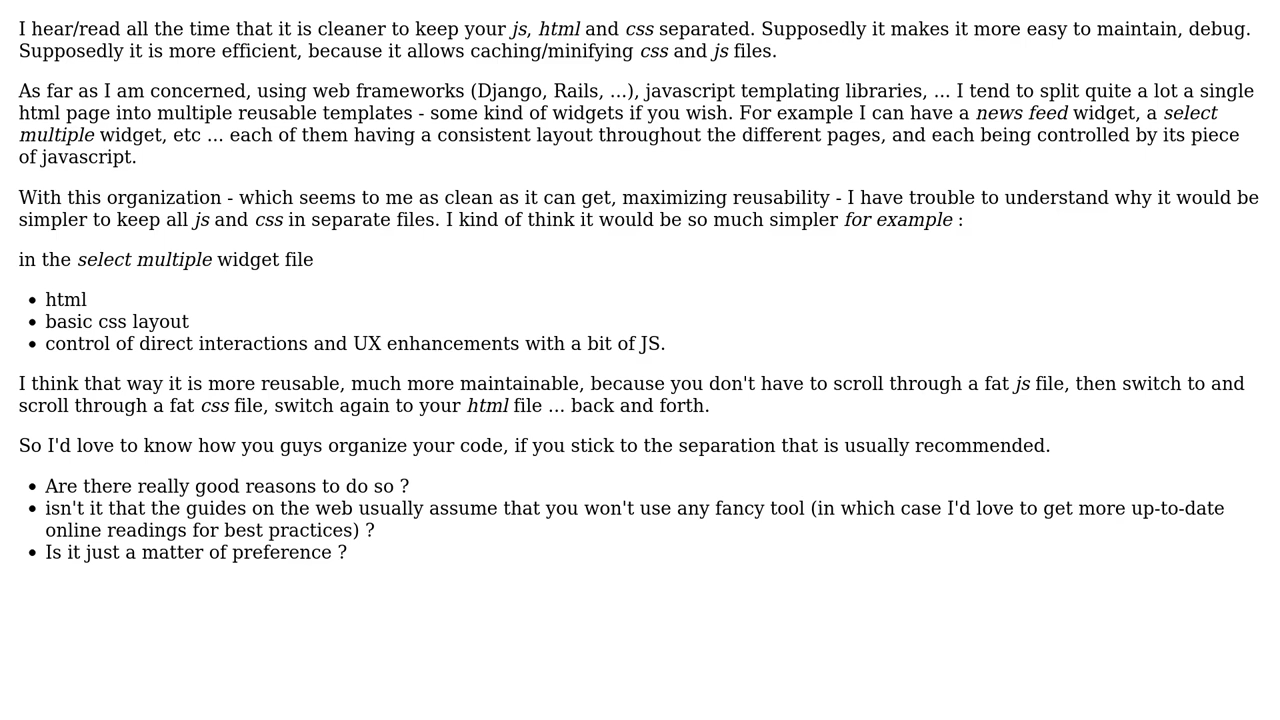 I hear/read all the time that it is cleaner to keep your js, html and css separated. Supposedly it makes it more easy to maintain, debug.
Supposedly it is more efficient, because it allows caching/minifying css and js files.
As far as I am concerned, using web frameworks (Django, Rails, ...), javascript templating libraries, ... I tend to split quite a lot a single
html page into multiple reusable templates - some kind of widgets if you wish. For example I can have a news feed widget, a select
multiple widget, etc ... each of them having a consistent layout throughout the different pages, and each being controlled by its piece
of javascript.
With this organization - which seems to me as clean as it can get, maximizing reusability - I have trouble to understand why it would be
simpler to keep all js and css in separate files. I kind of think it would be so much simpler for example :
in the select multiple widget file
• html
• basic css layout
• control of direct interactions and UX enhancements with a bit of JS.
I think that way it is more reusable, much more maintainable, because you don't have to scroll through a fat js file, then switch to and
scroll through a fat css file, switch again to your html file ... back and forth.
So I'd love to know how you guys organize your code, if you stick to the separation that is usually recommended.
• Are there really good reasons to do so ?
• isn't it that the guides on the web usually assume that you won't use any fancy tool (in which case I'd love to get more up-to-date
online readings for best practices) ?
• Is it just a matter of preference ?